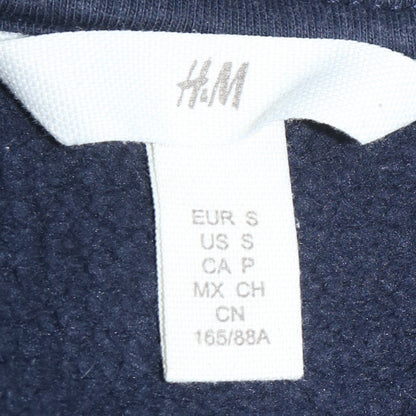 H&M
EUR S
US S
CA P
MX CH
CN
165/88A